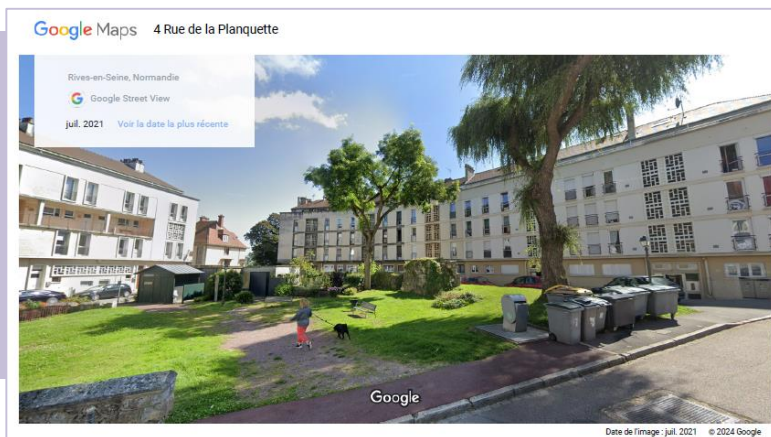 Google Maps 4 Rue de la Planquette
Rives-en-Seine, Normandie
Google Street View
juil. 2021 Voir la date la plus récente
Google
Date de l'image : juil. 2021 © 2024 Google